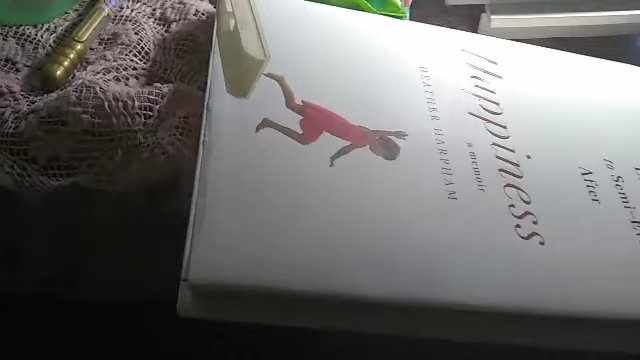 Happiness
a memoir
HEATHER HARPHAM
to Semi-
After